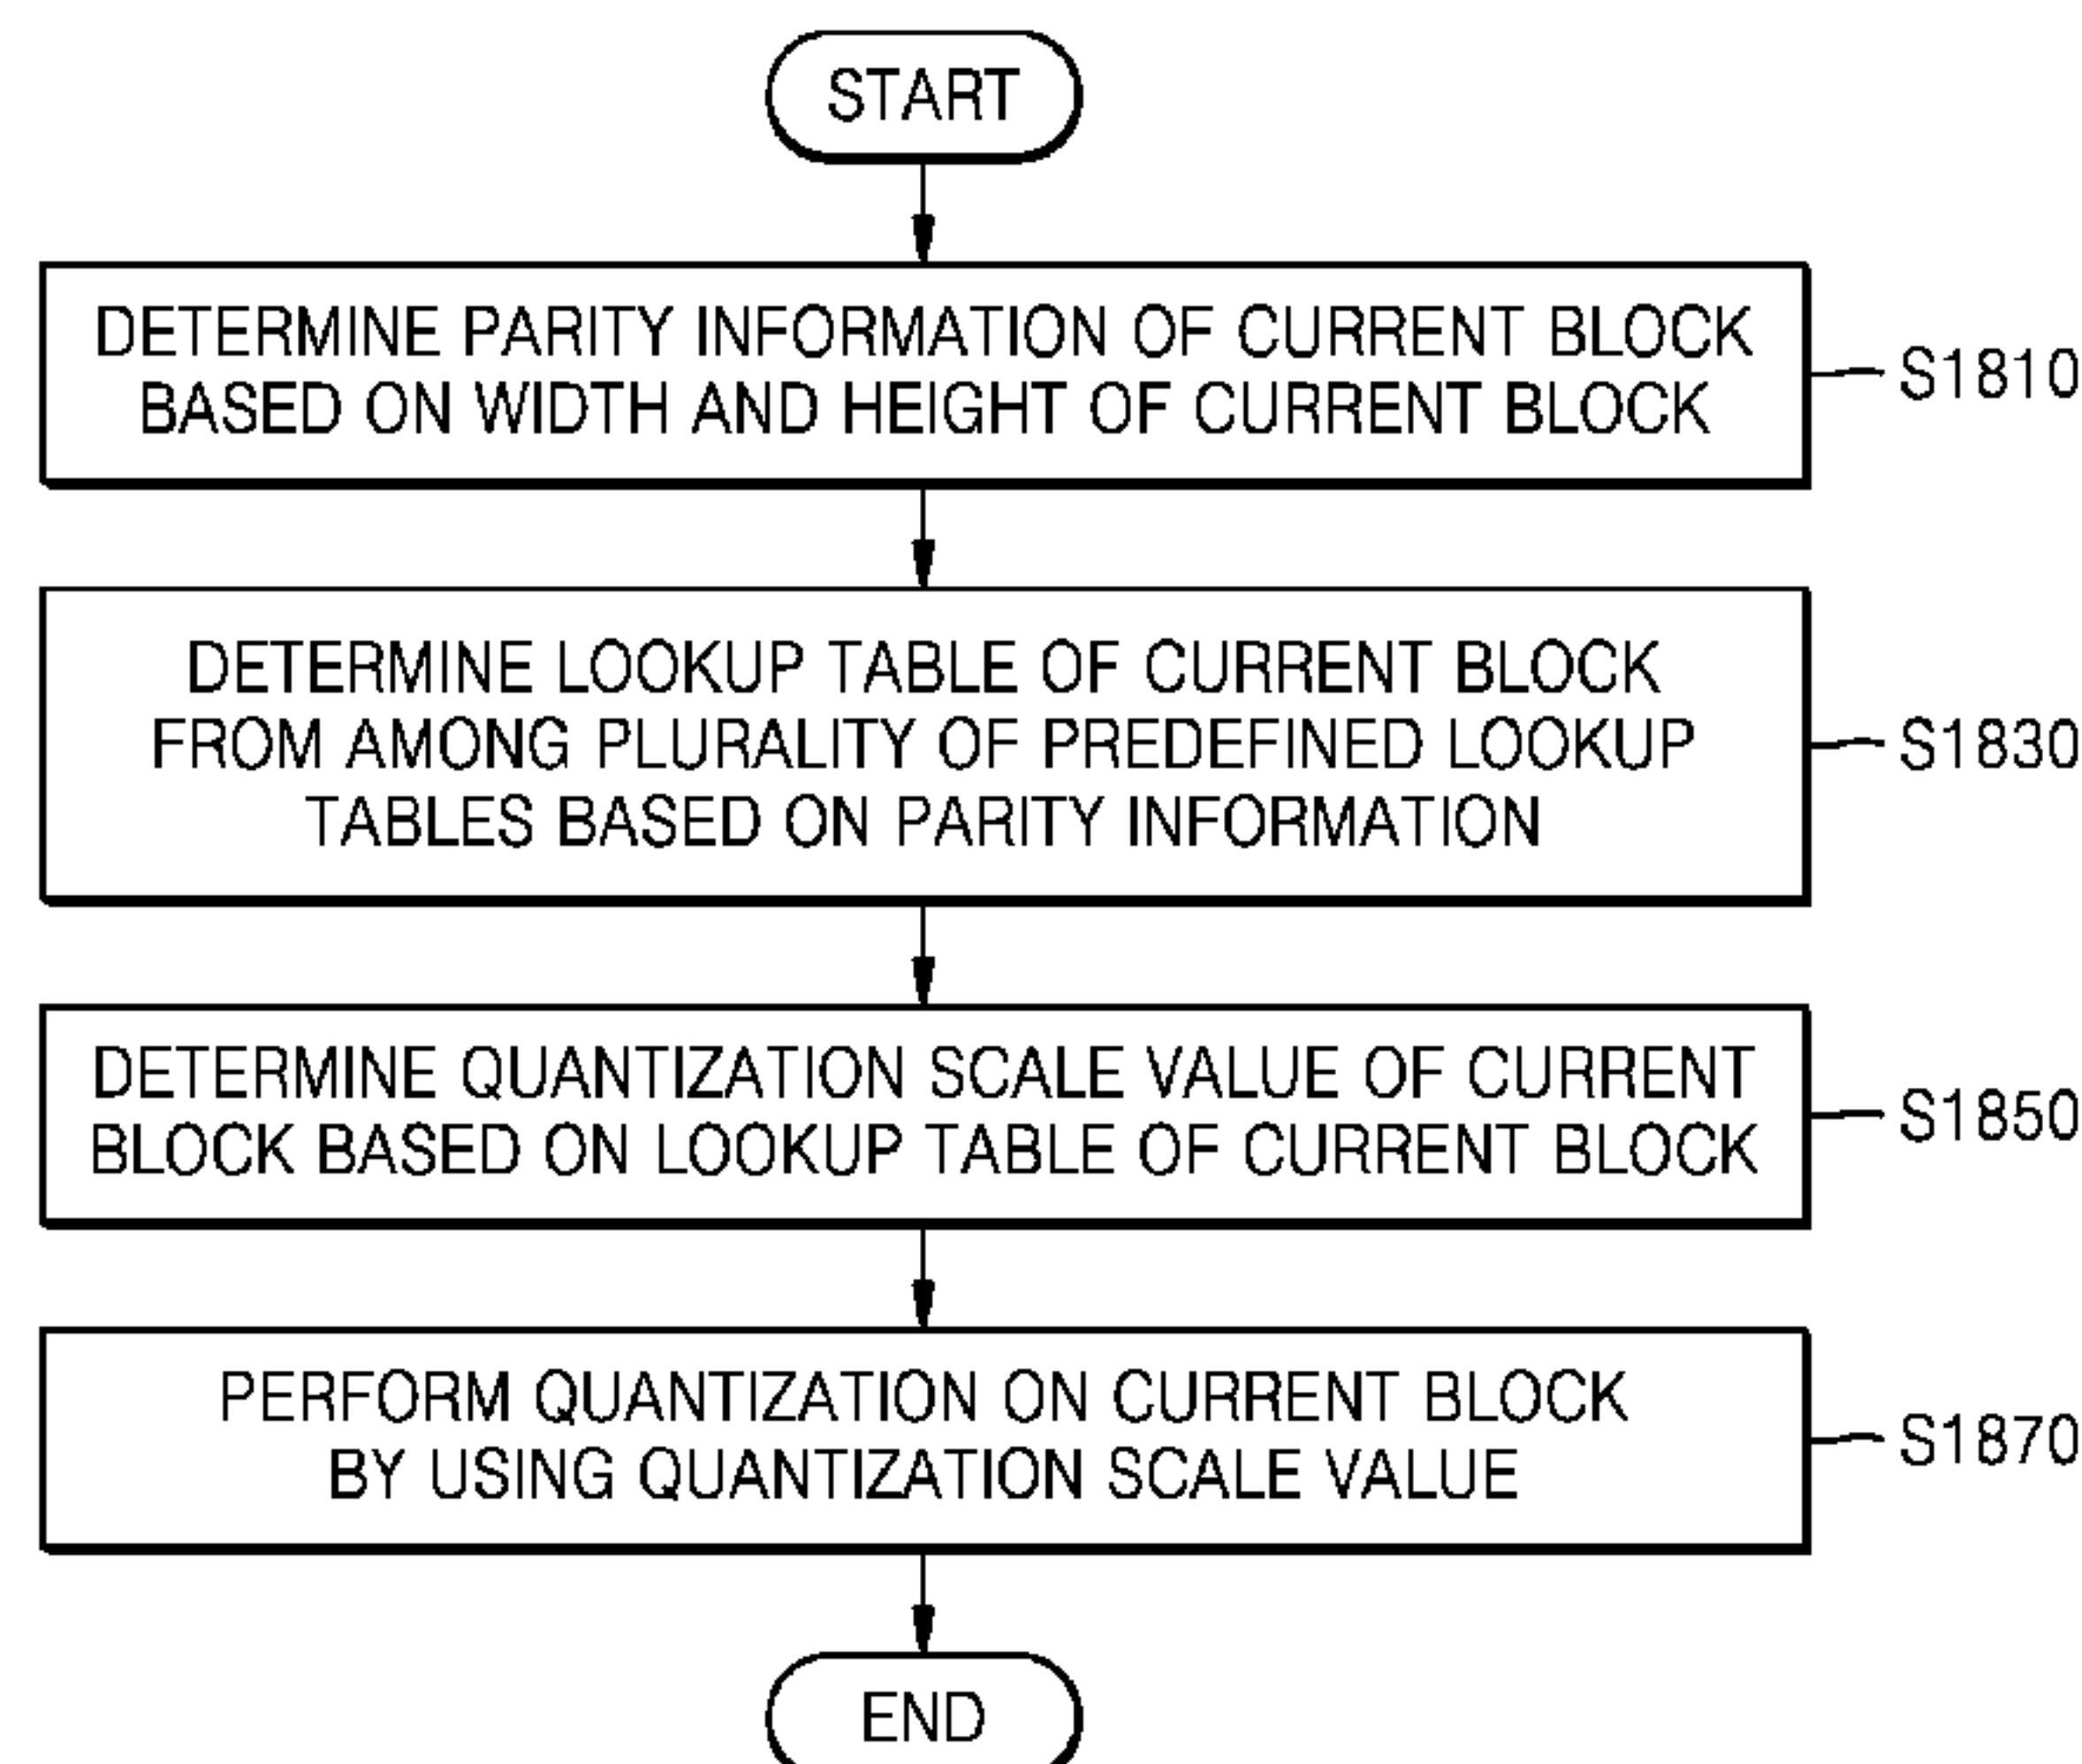 START
DETERMINE PARITY INFORMATION OF CURRENT BLOCK
BASED ON WIDTH AND HEIGHT OF CURRENT BLOCK
S1810
DETERMINE LOOKUP TABLE OF CURRENT BLOCK
FROM AMONG PLURALITY OF PREDEFINED LOOKUP
TABLES BASED ON PARITY INFORMATION
S1830
DETERMINE QUANTIZATION SCALE VALUE OF CURRENT
BLOCK BASED ON LOOKUP TABLE OF CURRENT BLOCK
S1850
PERFORM QUANTIZATION ON CURRENT BLOCK
BY USING QUANTIZATION SCALE VALUE
S1870
END